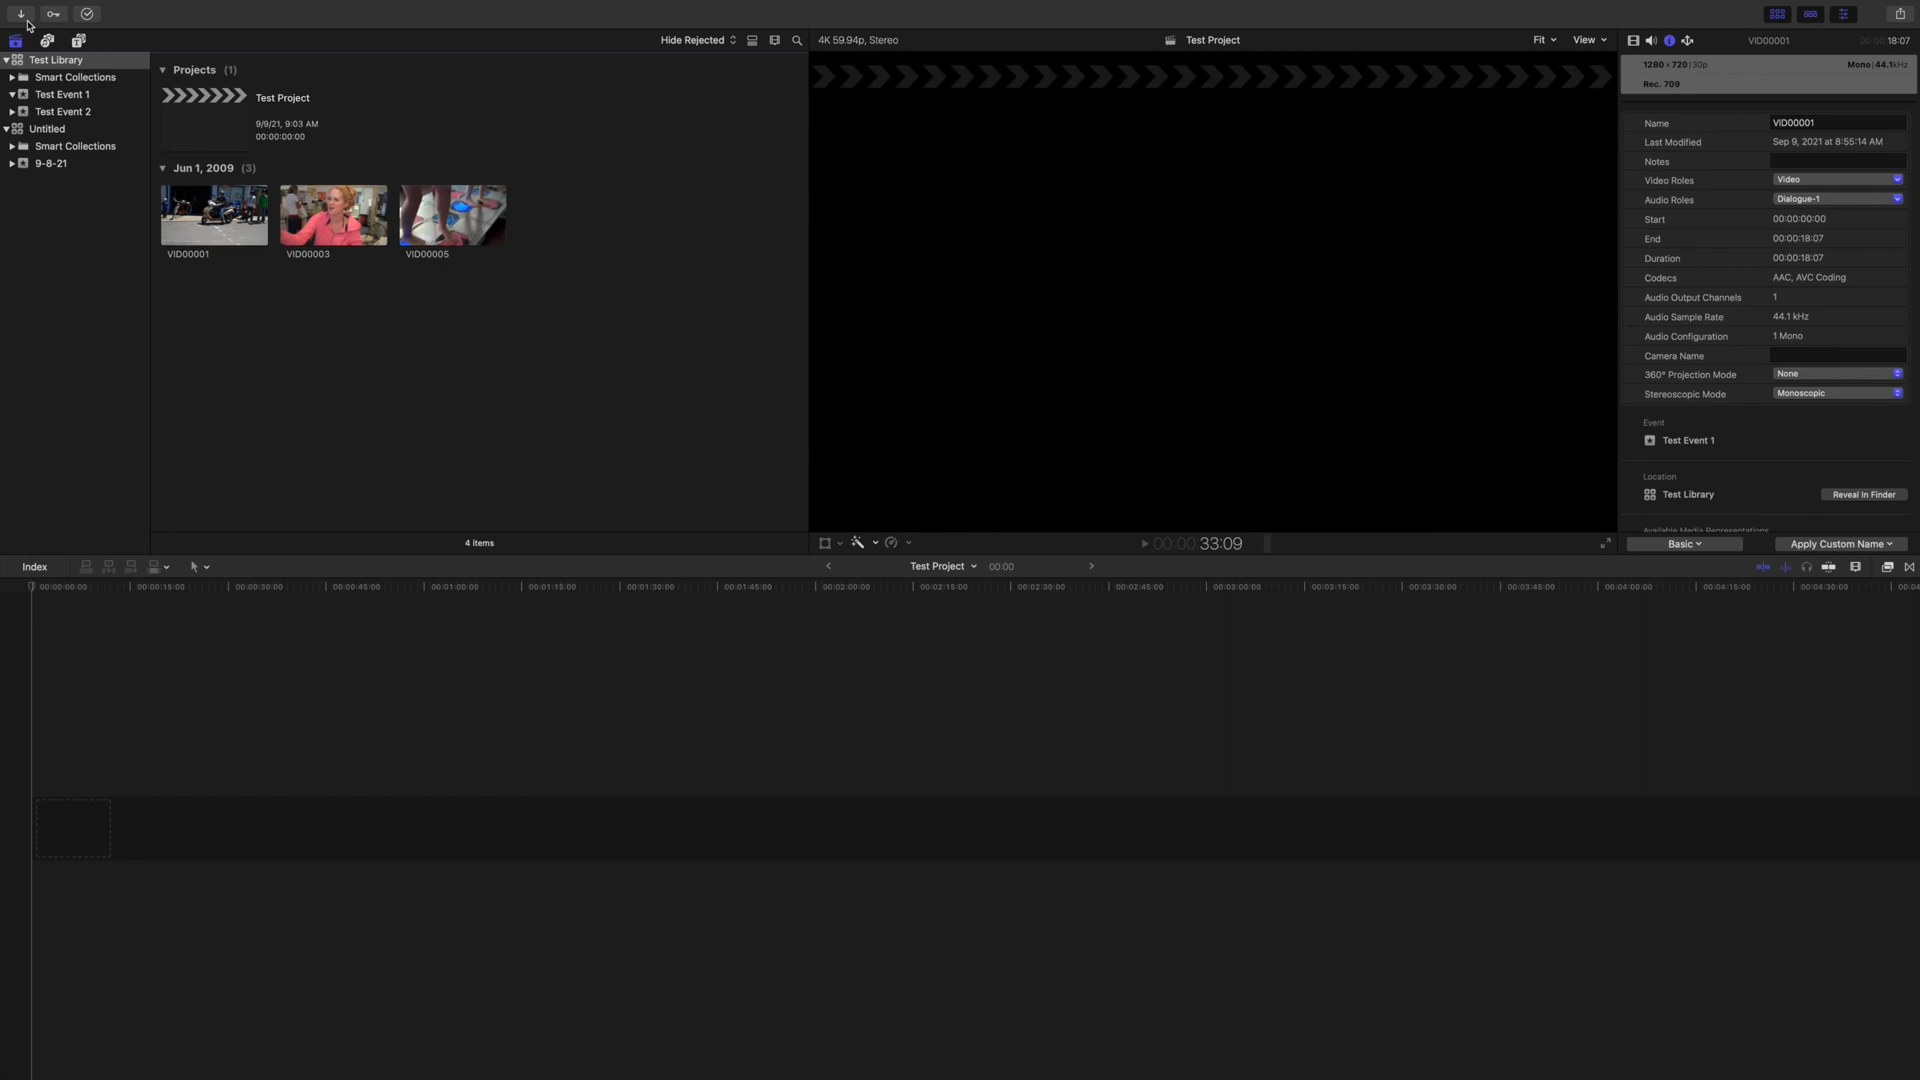 Hide Rejected
4K 59.94p, Stereo
Test Project
Fit
View
VID00001
00:00:18:07
Test Library
Smart Collections
Test Event 1
Test Event 2
Untitled
Smart Collections
9-8-21
Projects (1)
Test Project
9/9/21, 9:03 AM
00:00:00:00
Jun 1, 2009 (3)
VID00001
VID00003
VID00005
4 items
00:00 33:09
1280 × 720 | 30p
Mono | 44.1kHz
Rec. 709
Name VID00001
Last Modified Sep 9, 2021 at 8:55:14 AM
Notes
Video Roles Video
Audio Roles Dialogue-1
Start 00:00:00:00
End 00:00:18:07
Duration 00:00:18:07
Codecs AAC, AVC Coding
Audio Output Channels 1
Audio Sample Rate 44.1 kHz
Audio Configuration 1 Mono
Camera Name
360° Projection Mode None
Stereoscopic Mode Monoscopic
Event
Test Event 1
Location
Test Library
Reveal In Finder
Available Media Representations
Basic
Apply Custom Name
Index
Test Project
00:00
00:00:00:00 00:00:15:00 00:00:30:00 00:00:45:00 00:01:00:00 00:01:15:00 00:01:30:00 00:01:45:00 00:02:00:00 00:02:15:00 00:02:30:00 00:02:45:00 00:03:00:00 00:03:15:00 00:03:30:00 00:03:45:00 00:04:00:00 00:04:15:00 00:04:30:00 00:04